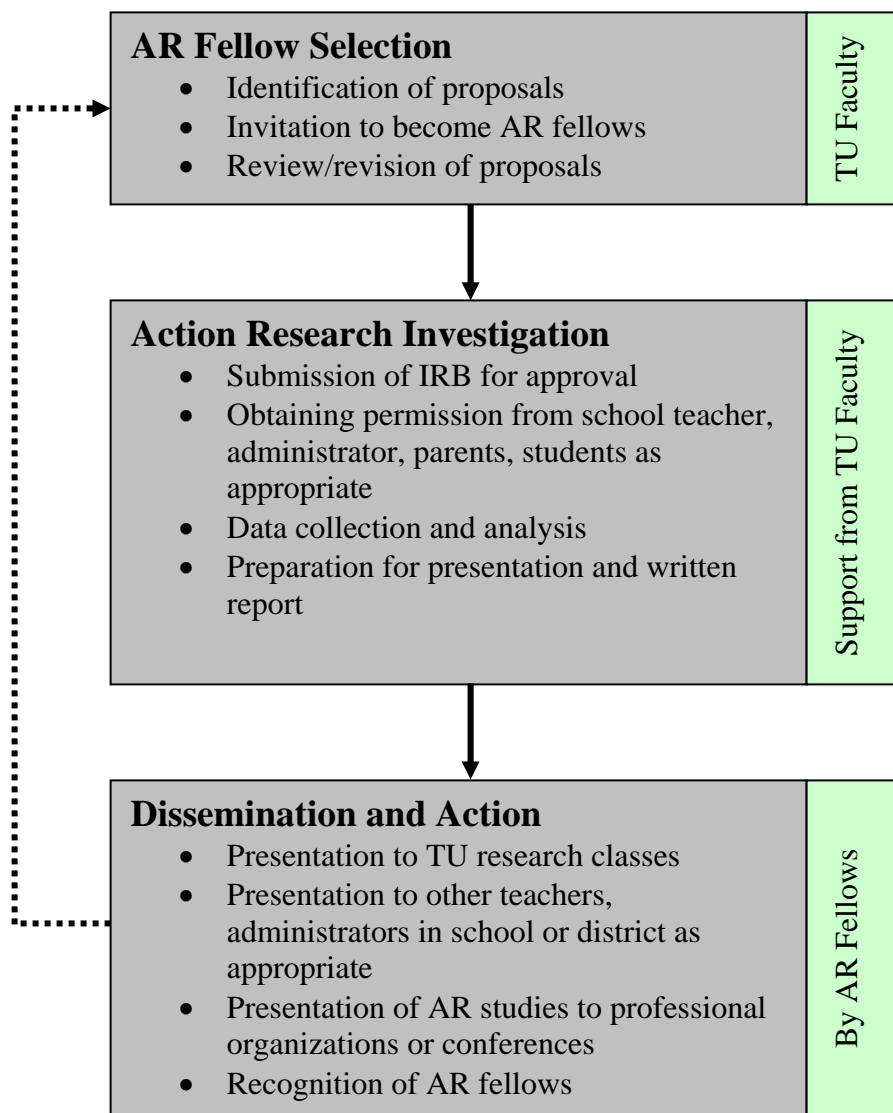 AR Fellow Selection
• Identification of proposals
• Invitation to become AR fellows
• Review/revision of proposals
TU Faculty
Action Research Investigation
• Submission of IRB for approval
• Obtaining permission from school teacher,
administrator, parents, students as
appropriate
• Data collection and analysis
• Preparation for presentation and written
report
Support from TU Faculty
Dissemination and Action
• Presentation to TU research classes
• Presentation to other teachers,
administrators in school or district as
appropriate
• Presentation of AR studies to professional
organizations or conferences
• Recognition of AR fellows
By AR Fellows